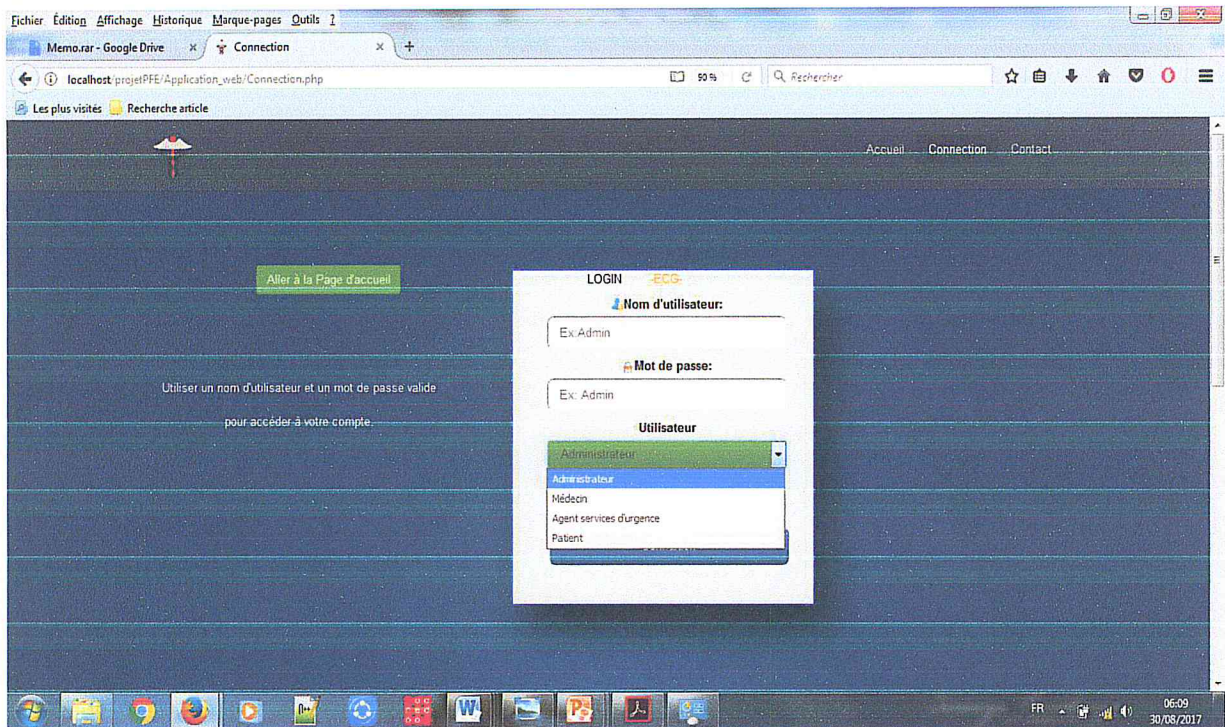 Fichier Édition Affichage Historique Marque-pages Outils ?
Memo.rar - Google Drive × Connection × +
localhost/projetPFE/Application_web/Connection.php 90% Rechercher
Les plus visités Recherche article
Accueil Connection Contact
Aller à la Page d'accueil
Utiliser un nom d'utilisateur et un mot de passe valide
pour accéder à votre compte.
LOGIN -ECG-
Nom d'utilisateur:
Ex:Admin
Mot de passe:
Ex: Admin
Utilisateur
Administrateur
Administrateur
Médecin
Agent services d'urgence
Patient
FR 06:09
30/08/2017